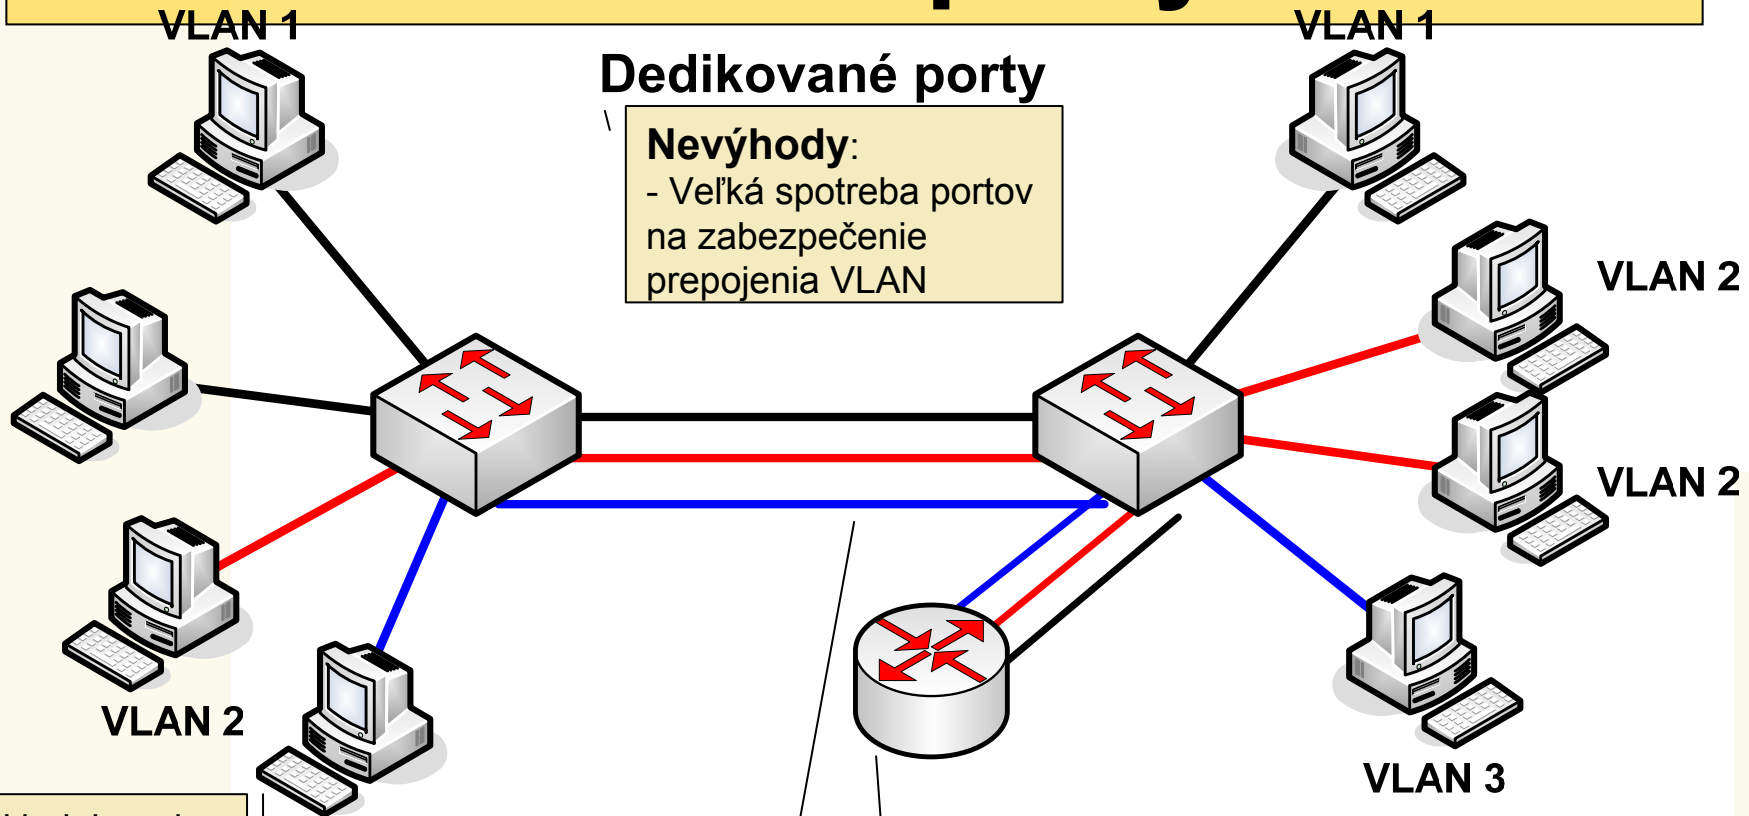 VLAN 1
VLAN 1
Dedikované porty
Nevýhody:
- Veľká spotreba portov
na zabezpečenie
prepojenia VLAN
VLAN 2
VLAN 2
VLAN 2
VLAN 3